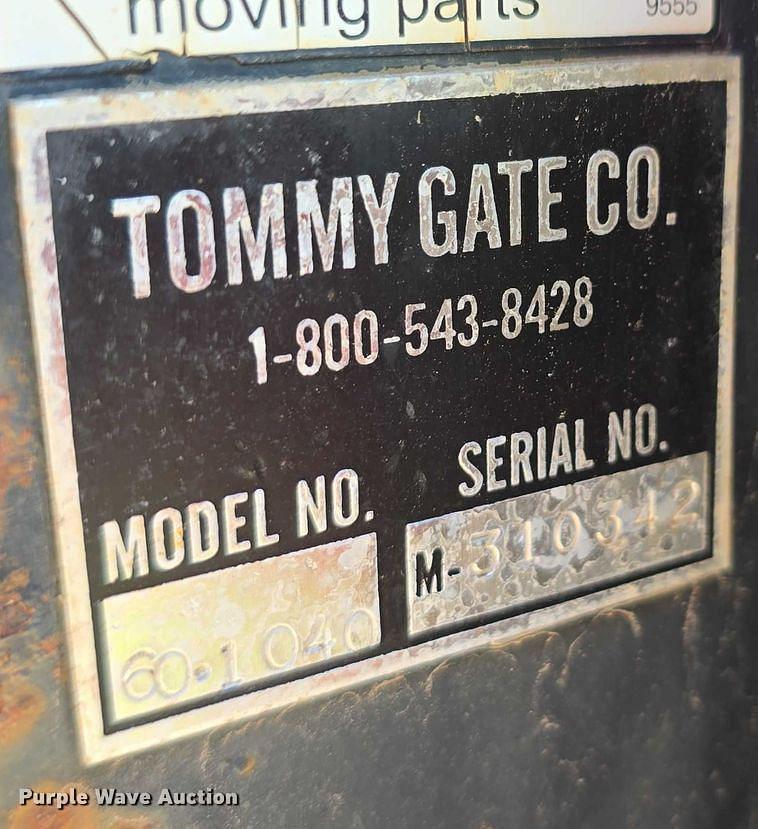 moving parts
9555
TOMMY GATE CO.
1-800-543-8428
MODEL NO.
SERIAL NO.
60-1040
M-310342
Purple Wave Auction